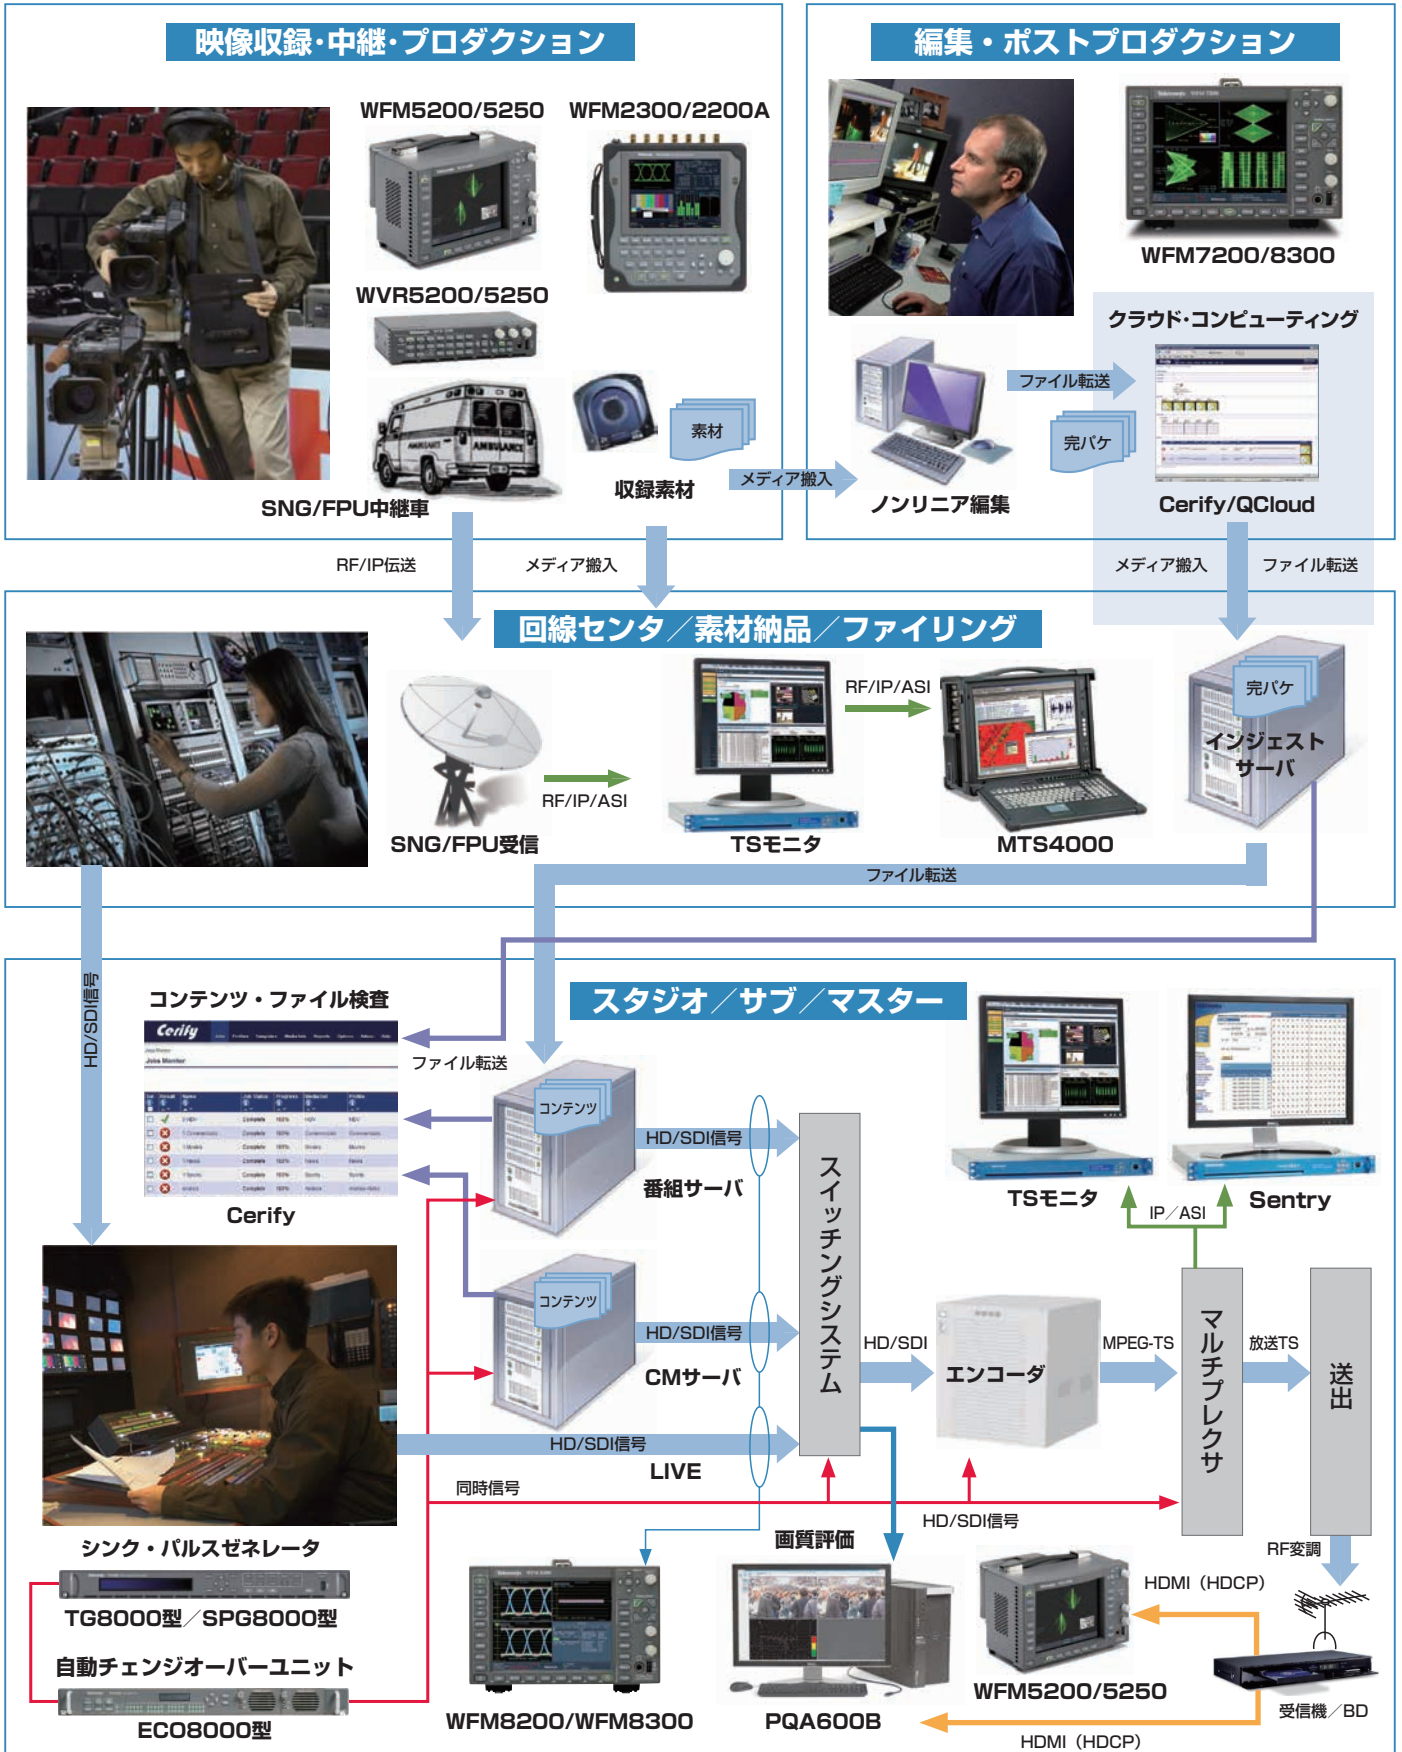 映像収録・中継・プロダクション
WFM5200/5250
WFM2300/2200A
WVR5200/5250
AMBULANCE
SNG/FPU中継車
素材
収録素材
メディア搬入
編集・ポストプロダクション
WFM7200/8300
クラウド・コンピューティング
ファイル転送
完パケ
ノンリニア編集
Cerify/QCloud
RF/IP伝送
メディア搬入
メディア搬入
ファイル転送
回線センタ／素材納品／ファイリング
RF/IP/ASI
完パケ
インジェスト
サーバ
RF/IP/ASI
SNG/FPU受信
TSモニタ
MTS4000
ファイル転送
HD/SDI信号
スタジオ／サブ／マスター
コンテンツ・ファイル検査
Cerify
Jobs Monitor
ファイル転送
コンテンツ
HD/SDI信号
番組サーバ
Cerify
コンテンツ
HD/SDI信号
CMサーバ
HD/SDI信号
LIVE
スイッチングシステム
HD/SDI
エンコーダ
MPEG-TS
マルチプレクサ
放送TS
送出
TSモニタ
Sentry
IP／ASI
同時信号
HD/SDI信号
RF変調
シンク・パルスゼネレータ
TG8000型／SPG8000型
自動チェンジオーバーユニット
ECO8000型
WFM8200/WFM8300
画質評価
PQA600B
WFM5200/5250
HDMI（HDCP）
受信機／BD
HDMI（HDCP）